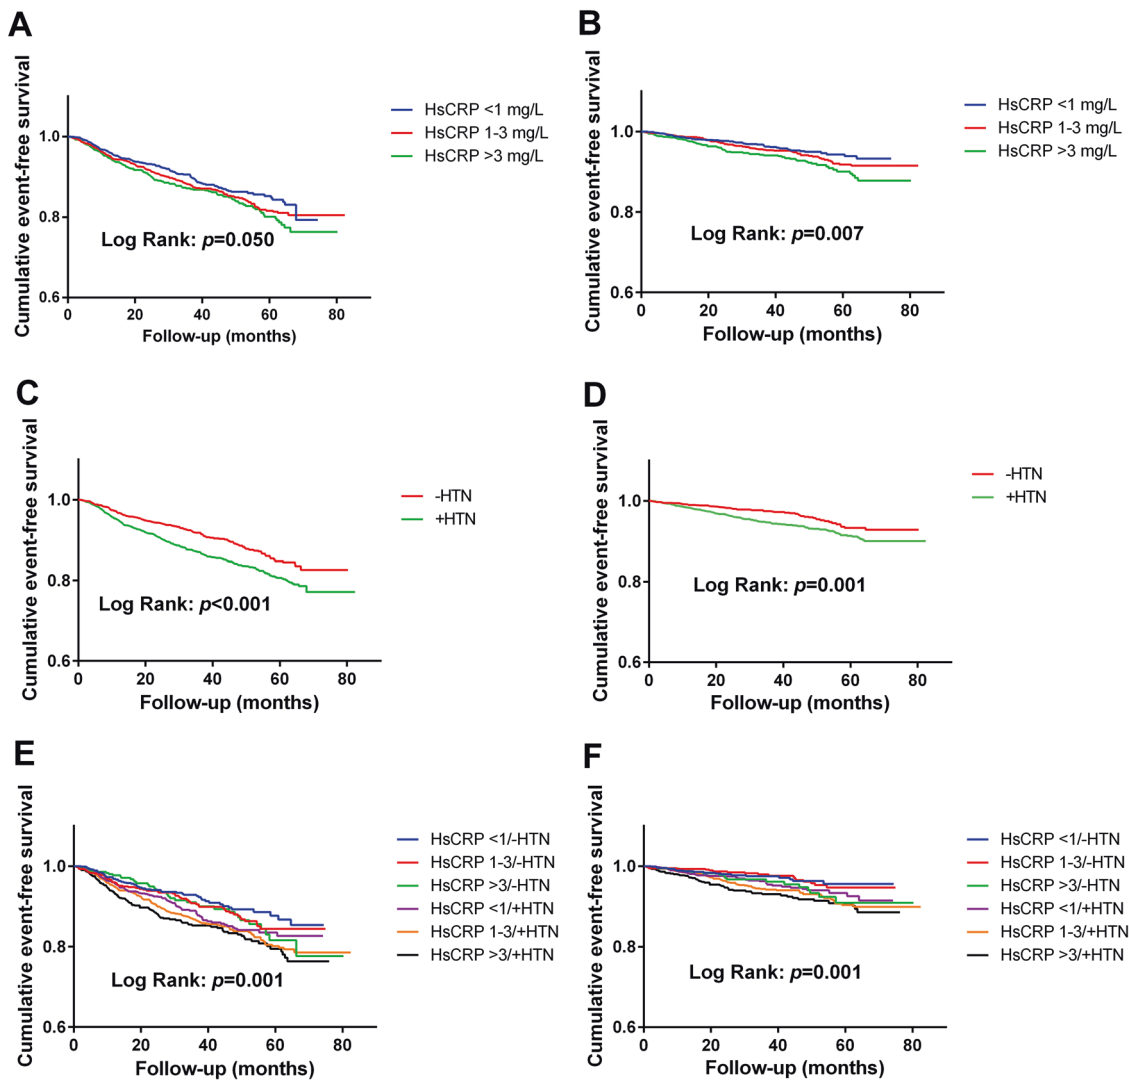 A
Cumulative event-free survival
1.0
0.8
0.6
0 20 40 60 80
Follow-up (months)
Log Rank: p=0.050
HsCRP <1 mg/L
HsCRP 1-3 mg/L
HsCRP >3 mg/L
B
Cumulative event-free survival
1.0
0.8
0.6
0 20 40 60 80
Follow-up (months)
Log Rank: p=0.007
HsCRP <1 mg/L
HsCRP 1-3 mg/L
HsCRP >3 mg/L
C
Cumulative event-free survival
1.0
0.8
0.6
0 20 40 60 80
Follow-up (months)
Log Rank: p<0.001
-HTN
+HTN
D
Cumulative event-free survival
1.0
0.8
0.6
0 20 40 60 80
Follow-up (months)
Log Rank: p=0.001
-HTN
+HTN
E
Cumulative event-free survival
1.0
0.8
0.6
0 20 40 60 80
Follow-up (months)
Log Rank: p=0.001
HsCRP <1/-HTN
HsCRP 1-3/-HTN
HsCRP >3/-HTN
HsCRP <1/+HTN
HsCRP 1-3/+HTN
HsCRP >3/+HTN
F
Cumulative event-free survival
1.0
0.8
0.6
0 20 40 60 80
Follow-up (months)
Log Rank: p=0.001
HsCRP <1/-HTN
HsCRP 1-3/-HTN
HsCRP >3/-HTN
HsCRP <1/+HTN
HsCRP 1-3/+HTN
HsCRP >3/+HTN